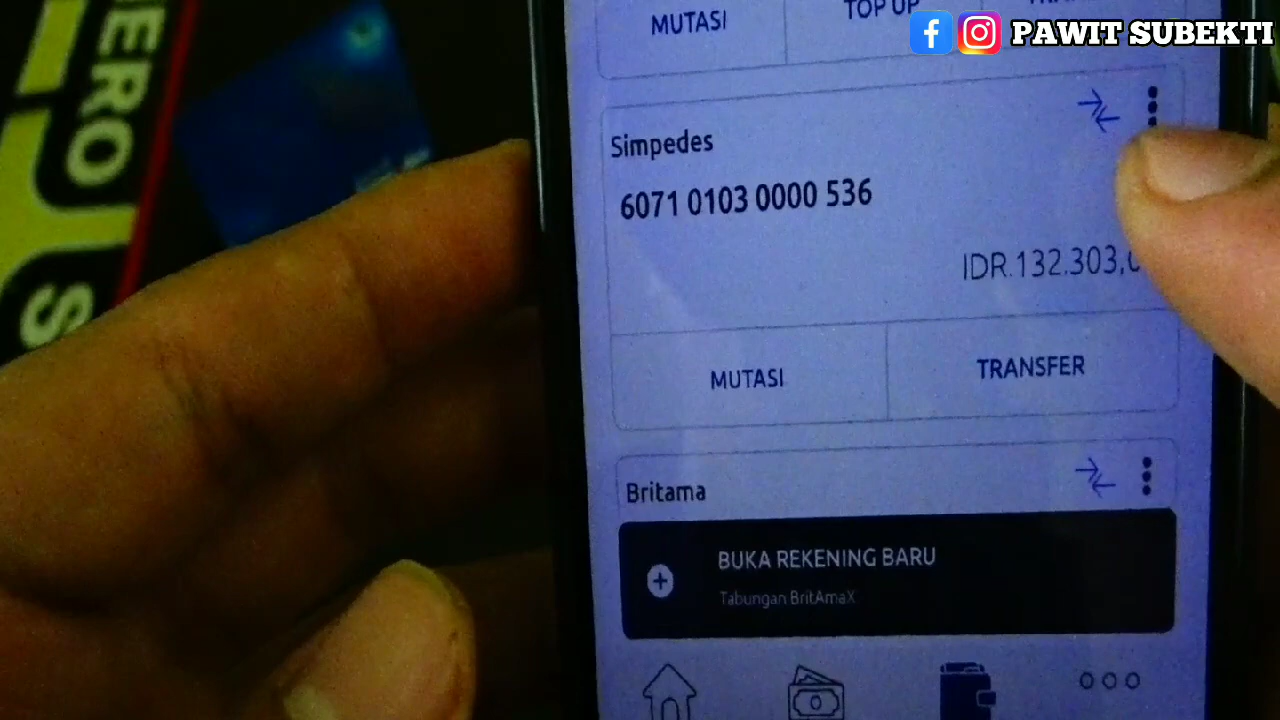 MUTASI
TOP UP
PAWIT SUBEKTI
Simpedes
6071 0103 0000 536
IDR.132.303,
MUTASI
TRANSFER
Britama
BUKA REKENING BARU
Tabungan BritAmaX